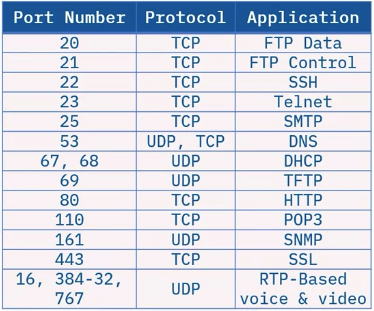 Port Number Protocol Application
20 TCP FTP Data
21 TCP FTP Control
22 TCP SSH
23 TCP Telnet
25 TCP SMTP
53 UDP, TCP DNS
67, 68 UDP DHCP
69 UDP TFTP
80 TCP HTTP
110 TCP POP3
161 UDP SNMP
443 TCP SSL
16, 384-32, 767 UDP RTP-Based voice & video